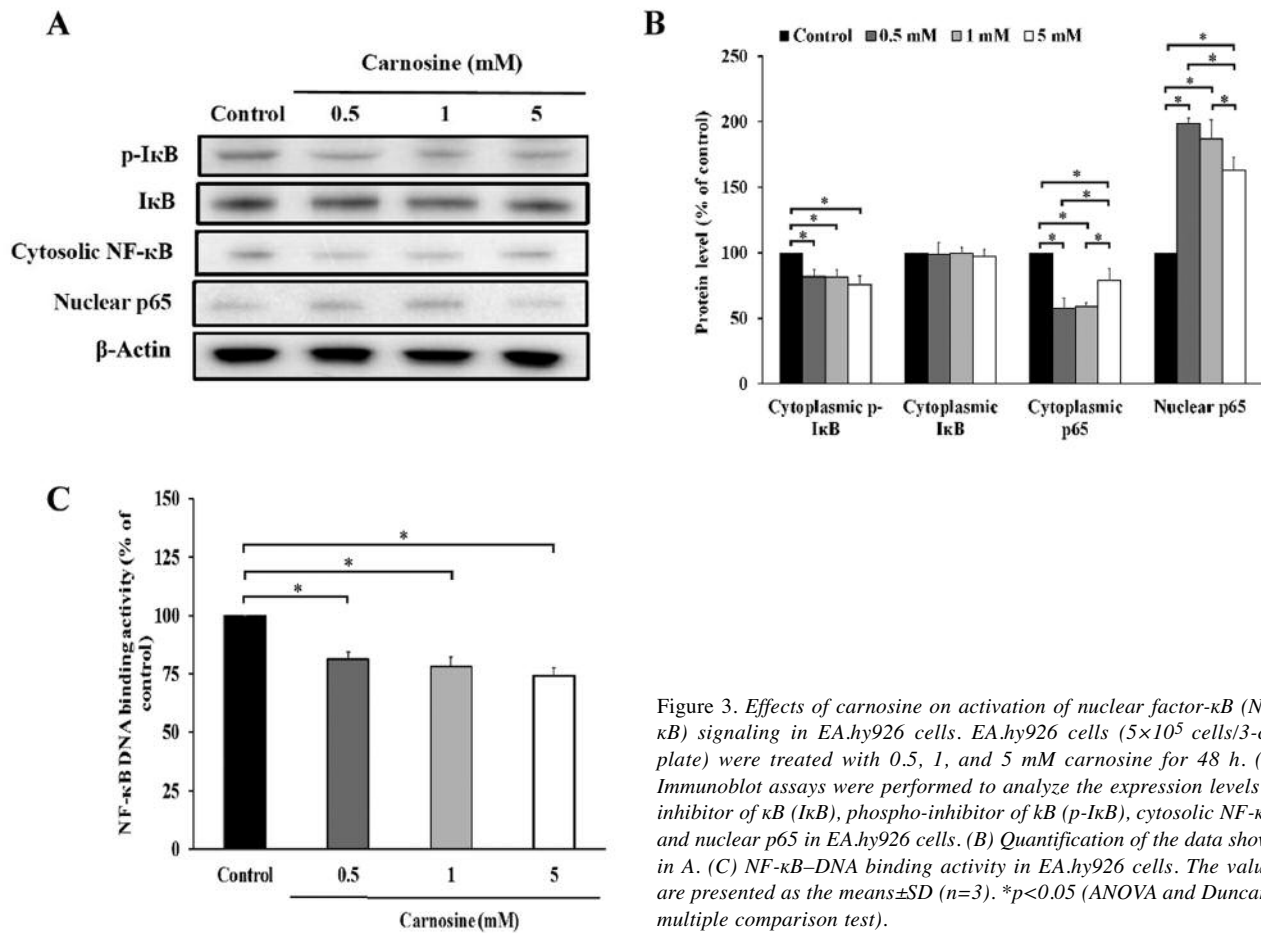 A
Carnosine (mM)
Control 0.5 1 5
p-IκB
IκB
Cytosolic NF-κB
Nuclear p65
β-Actin
B
Control 0.5 mM 1 mM 5 mM
Protein level (% of control)
250
200
150
100
50
0
* * * * * * * * * * * * *
Cytoplasmic p-
IκB
Cytoplasmic
IκB
Cytoplasmic
p65
Nuclear p65
C
NF-κB DNA binding activity (% of
control)
150
125
100
75
50
25
0
*
*
*
Control 0.5 1 5
Carnosine (mM)
Figure 3. Effects of carnosine on activation of nuclear factor-κB (N
κB) signaling in EA.hy926 cells. EA.hy926 cells (5×10⁵ cells/3-c
plate) were treated with 0.5, 1, and 5 mM carnosine for 48 h. (
Immunoblot assays were performed to analyze the expression levels
inhibitor of κB (IκB), phospho-inhibitor of kB (p-IκB), cytosolic NF-κ
and nuclear p65 in EA.hy926 cells. (B) Quantification of the data show
in A. (C) NF-κB–DNA binding activity in EA.hy926 cells. The valu
are presented as the means±SD (n=3). *p<0.05 (ANOVA and Duncan
multiple comparison test).